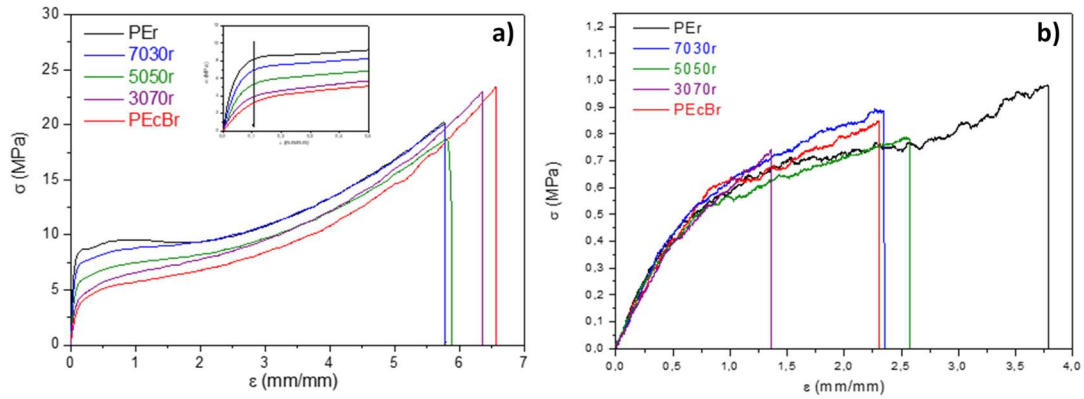 a)
PEr
7030r
5050r
3070r
PEcBr
30
25
20
15
10
5
0
σ (MPa)
0 1 2 3 4 5 6 7
ε (mm/mm)
b)
PEr
7030r
5050r
3070r
PEcBr
1,2
1,1
1,0
0,9
0,8
0,7
0,6
0,5
0,4
0,3
0,2
0,1
0,0
σ (MPa)
0,0 0,5 1,0 1,5 2,0 2,5 3,0 3,5 4,0
ε (mm/mm)